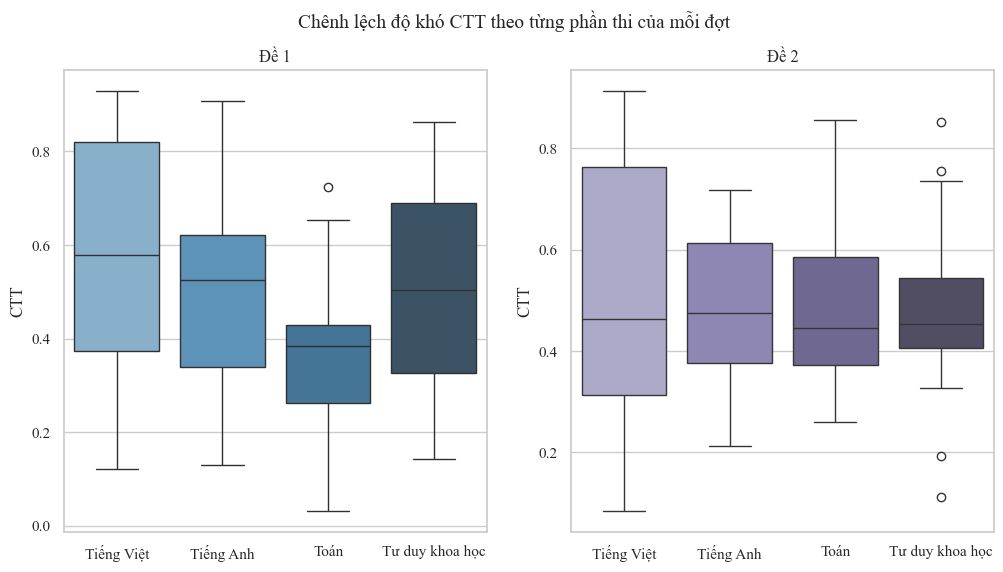 Chênh lệch độ khó CTT theo từng phần thi của mỗi đợt
Đề 1
CTT
0.8
0.6
0.4
0.2
0.0
Tiếng Việt
Tiếng Anh
Toán
Tư duy khoa học
Đề 2
CTT
0.8
0.6
0.4
0.2
Tiếng Việt
Tiếng Anh
Toán
Tư duy khoa học